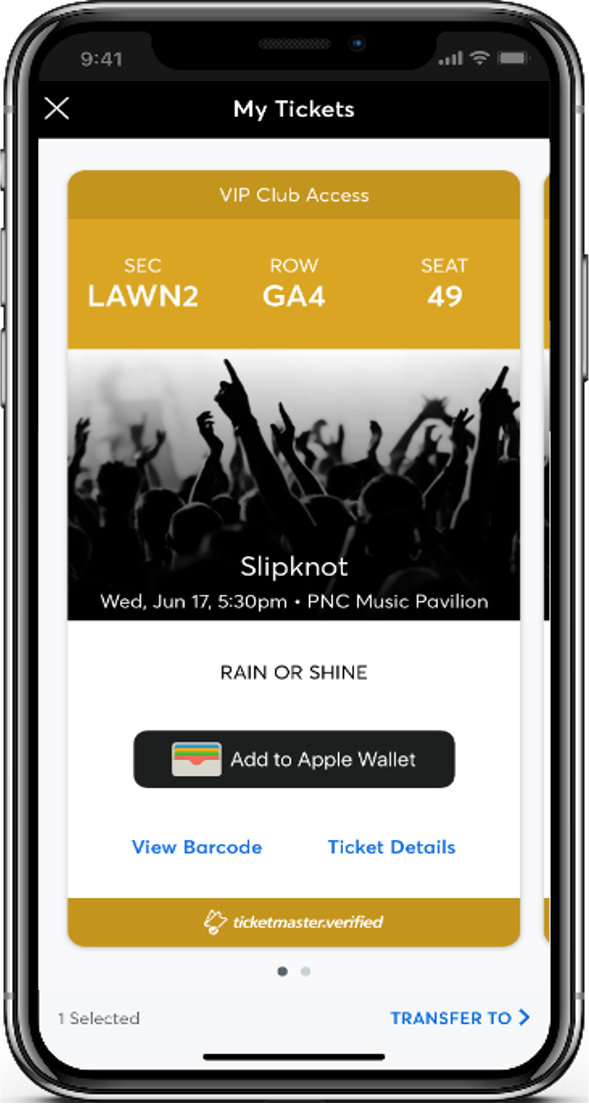 9:41
My Tickets
VIP Club Access
SEC ROW SEAT
LAWN2 GA4 49
Slipknot
Wed, Jun 17, 5:30pm • PNC Music Pavilion
RAIN OR SHINE
Add to Apple Wallet
View Barcode Ticket Details
ticketmaster.verified
1 Selected TRANSFER TO